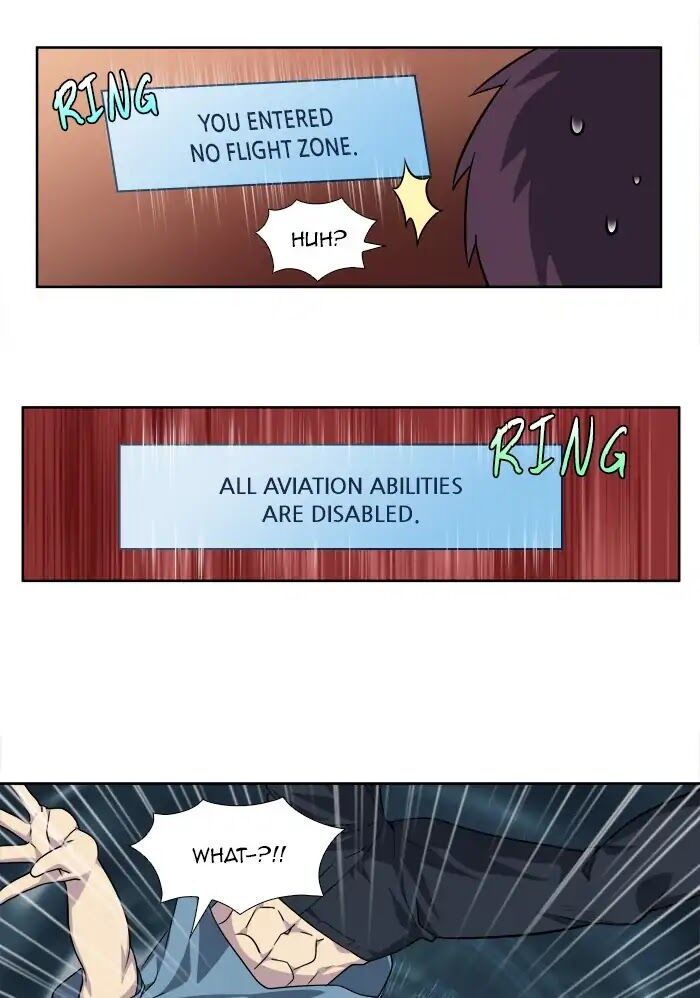 RING
YOU ENTERED
NO FLIGHT ZONE.
HUH?
RING
ALL AVIATION ABILITIES
ARE DISABLED.
WHAT-?!!